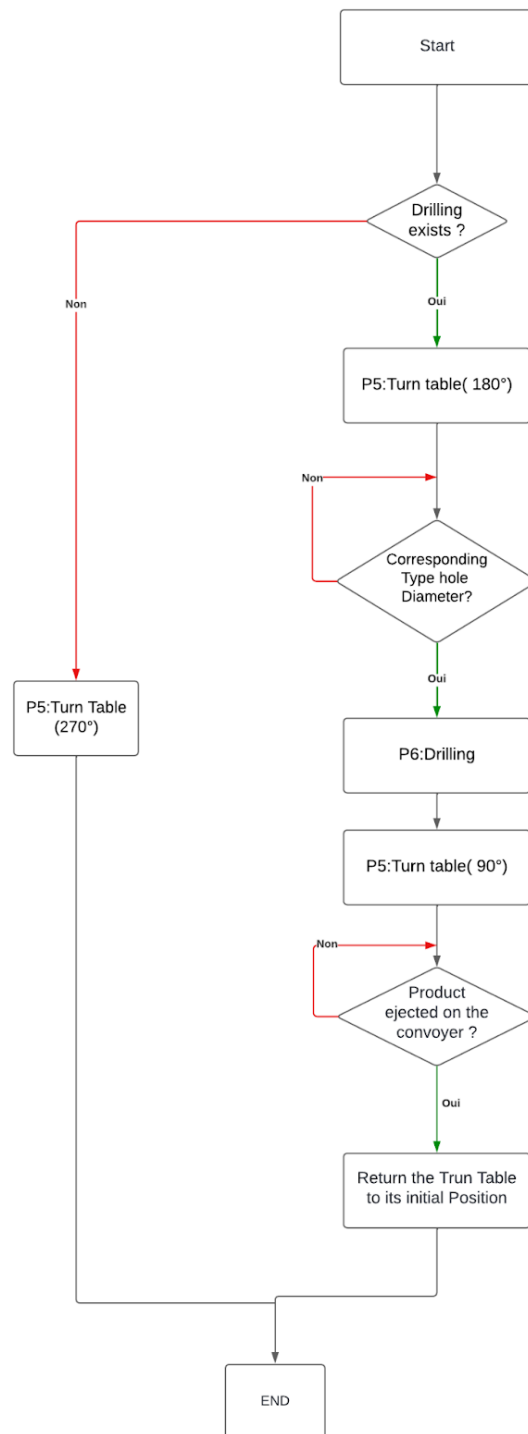 Start
Drilling
exists ?
Non
Oui
P5:Turn table( 180°)
Non
Corresponding
Type hole
Diameter?
Oui
P5:Turn Table
(270°)
P6:Drilling
P5:Turn table( 90°)
Non
Product
ejected on the
convoyer ?
Oui
Return the Trun Table
to its initial Position
END